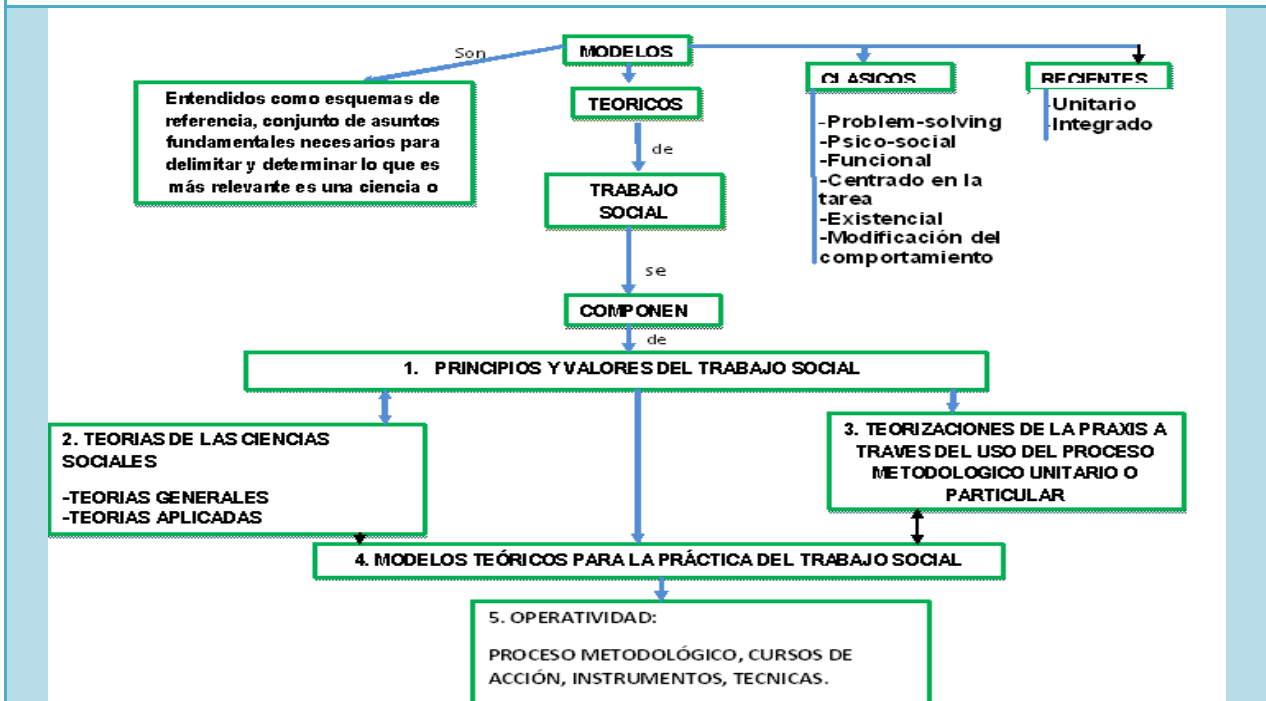 MODELOS
Son
TEORICOS
de
TRABAJO
SOCIAL
se
COMPONEN
de
Entendidos como esquemas de
referencia, conjunto de asuntos
fundamentales necesarios para
delimitar y determinar lo que es
más relevante es una ciencia o
CLASICOS
-Problem-solving
-Psico-social
-Funcional
-Centrado en la
tarea
-Existencial
-Modificación del
comportamiento
RECIENTES
-Unitario
-Integrado
1. PRINCIPIOS Y VALORES DEL TRABAJO SOCIAL
2. TEORIAS DE LAS CIENCIAS
SOCIALES
-TEORIAS GENERALES
-TEORIAS APLICADAS
3. TEORIZACIONES DE LA PRAXIS A
TRAVES DEL USO DEL PROCESO
METODOLOGICO UNITARIO O
PARTICULAR
4. MODELOS TEÓRICOS PARA LA PRÁCTICA DEL TRABAJO SOCIAL
5. OPERATIVIDAD:
PROCESO METODOLÓGICO, CURSOS DE
ACCIÓN, INSTRUMENTOS, TECNICAS.